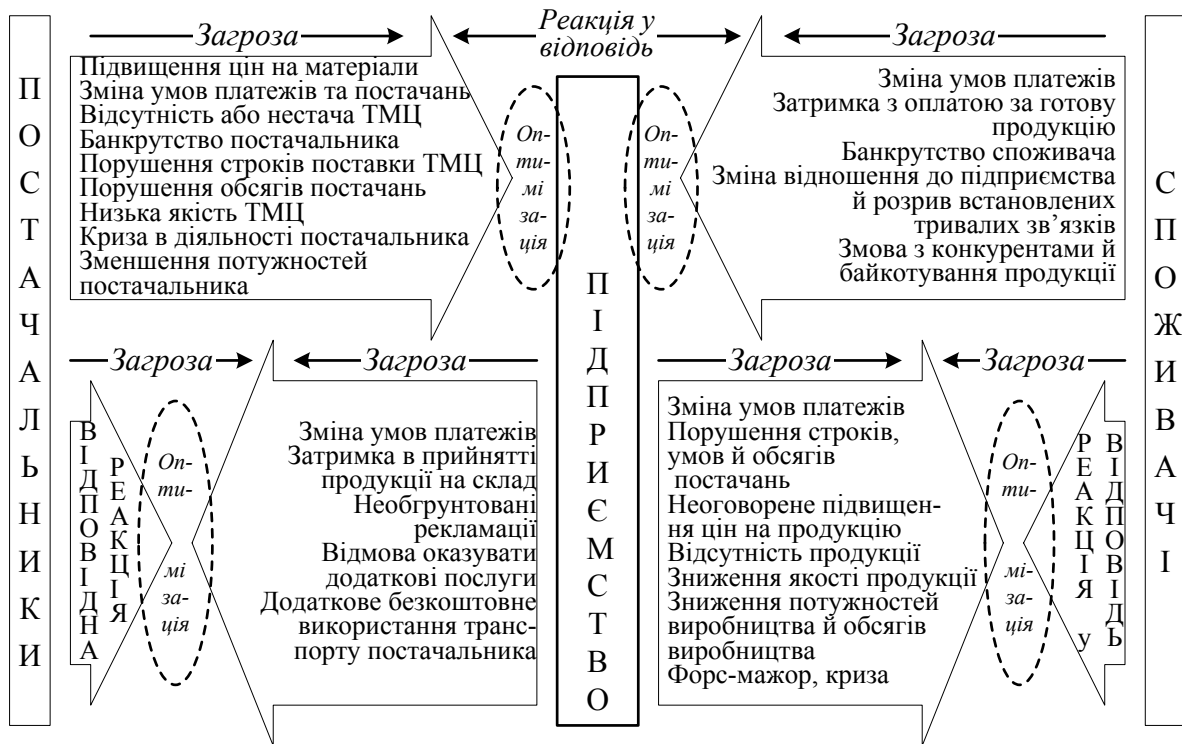 ПОСТАЧАЛЬНИКИ
Загроза
Підвищення цін на матеріали
Зміна умов платежів та постачань
Відсутність або нестача ТМЦ
Банкрутство постачальника
Порушення строків поставки ТМЦ
Порушення обсягів постачань
Низька якість ТМЦ
Криза в діяльності постачальника
Зменшення потужностей
постачальника
Реакція у
відповідь
Оп-
ти-
мі
за-
ція
ПІДПРИЄМСТВО
Оп-
ти-
мі
за-
ція
Загроза
Зміна умов платежів
Затримка з оплатою за готову
продукцію
Банкрутство споживача
Зміна відношення до підприємства
й розрив встановлених
тривалих зв’язків
Змова з конкурентами й
байкотування продукції
СПОЖИВАЧІ
Загроза
ВІДПОВІДНА
РЕАКЦІЯ
Оп-
ти-
мі
за-
ція
Загроза
Зміна умов платежів
Затримка в прийнятті
продукції на склад
Необгрунтовані
рекламації
Відмова оказувати
додаткові послуги
Додаткове безкоштовне
використання транс-
порту постачальника
Загроза
Зміна умов платежів
Порушення строків,
умов й обсягів
постачань
Неоговорене підвищен-
ня цін на продукцію
Відсутність продукції
Зниження якості продукції
Зниження потужностей
виробництва й обсягів
виробництва
Форс-мажор, криза
Загроза
Оп-
ти-
мі-
за-
ція
РЕАКЦІЯ у
ВІДПОВІДЬ